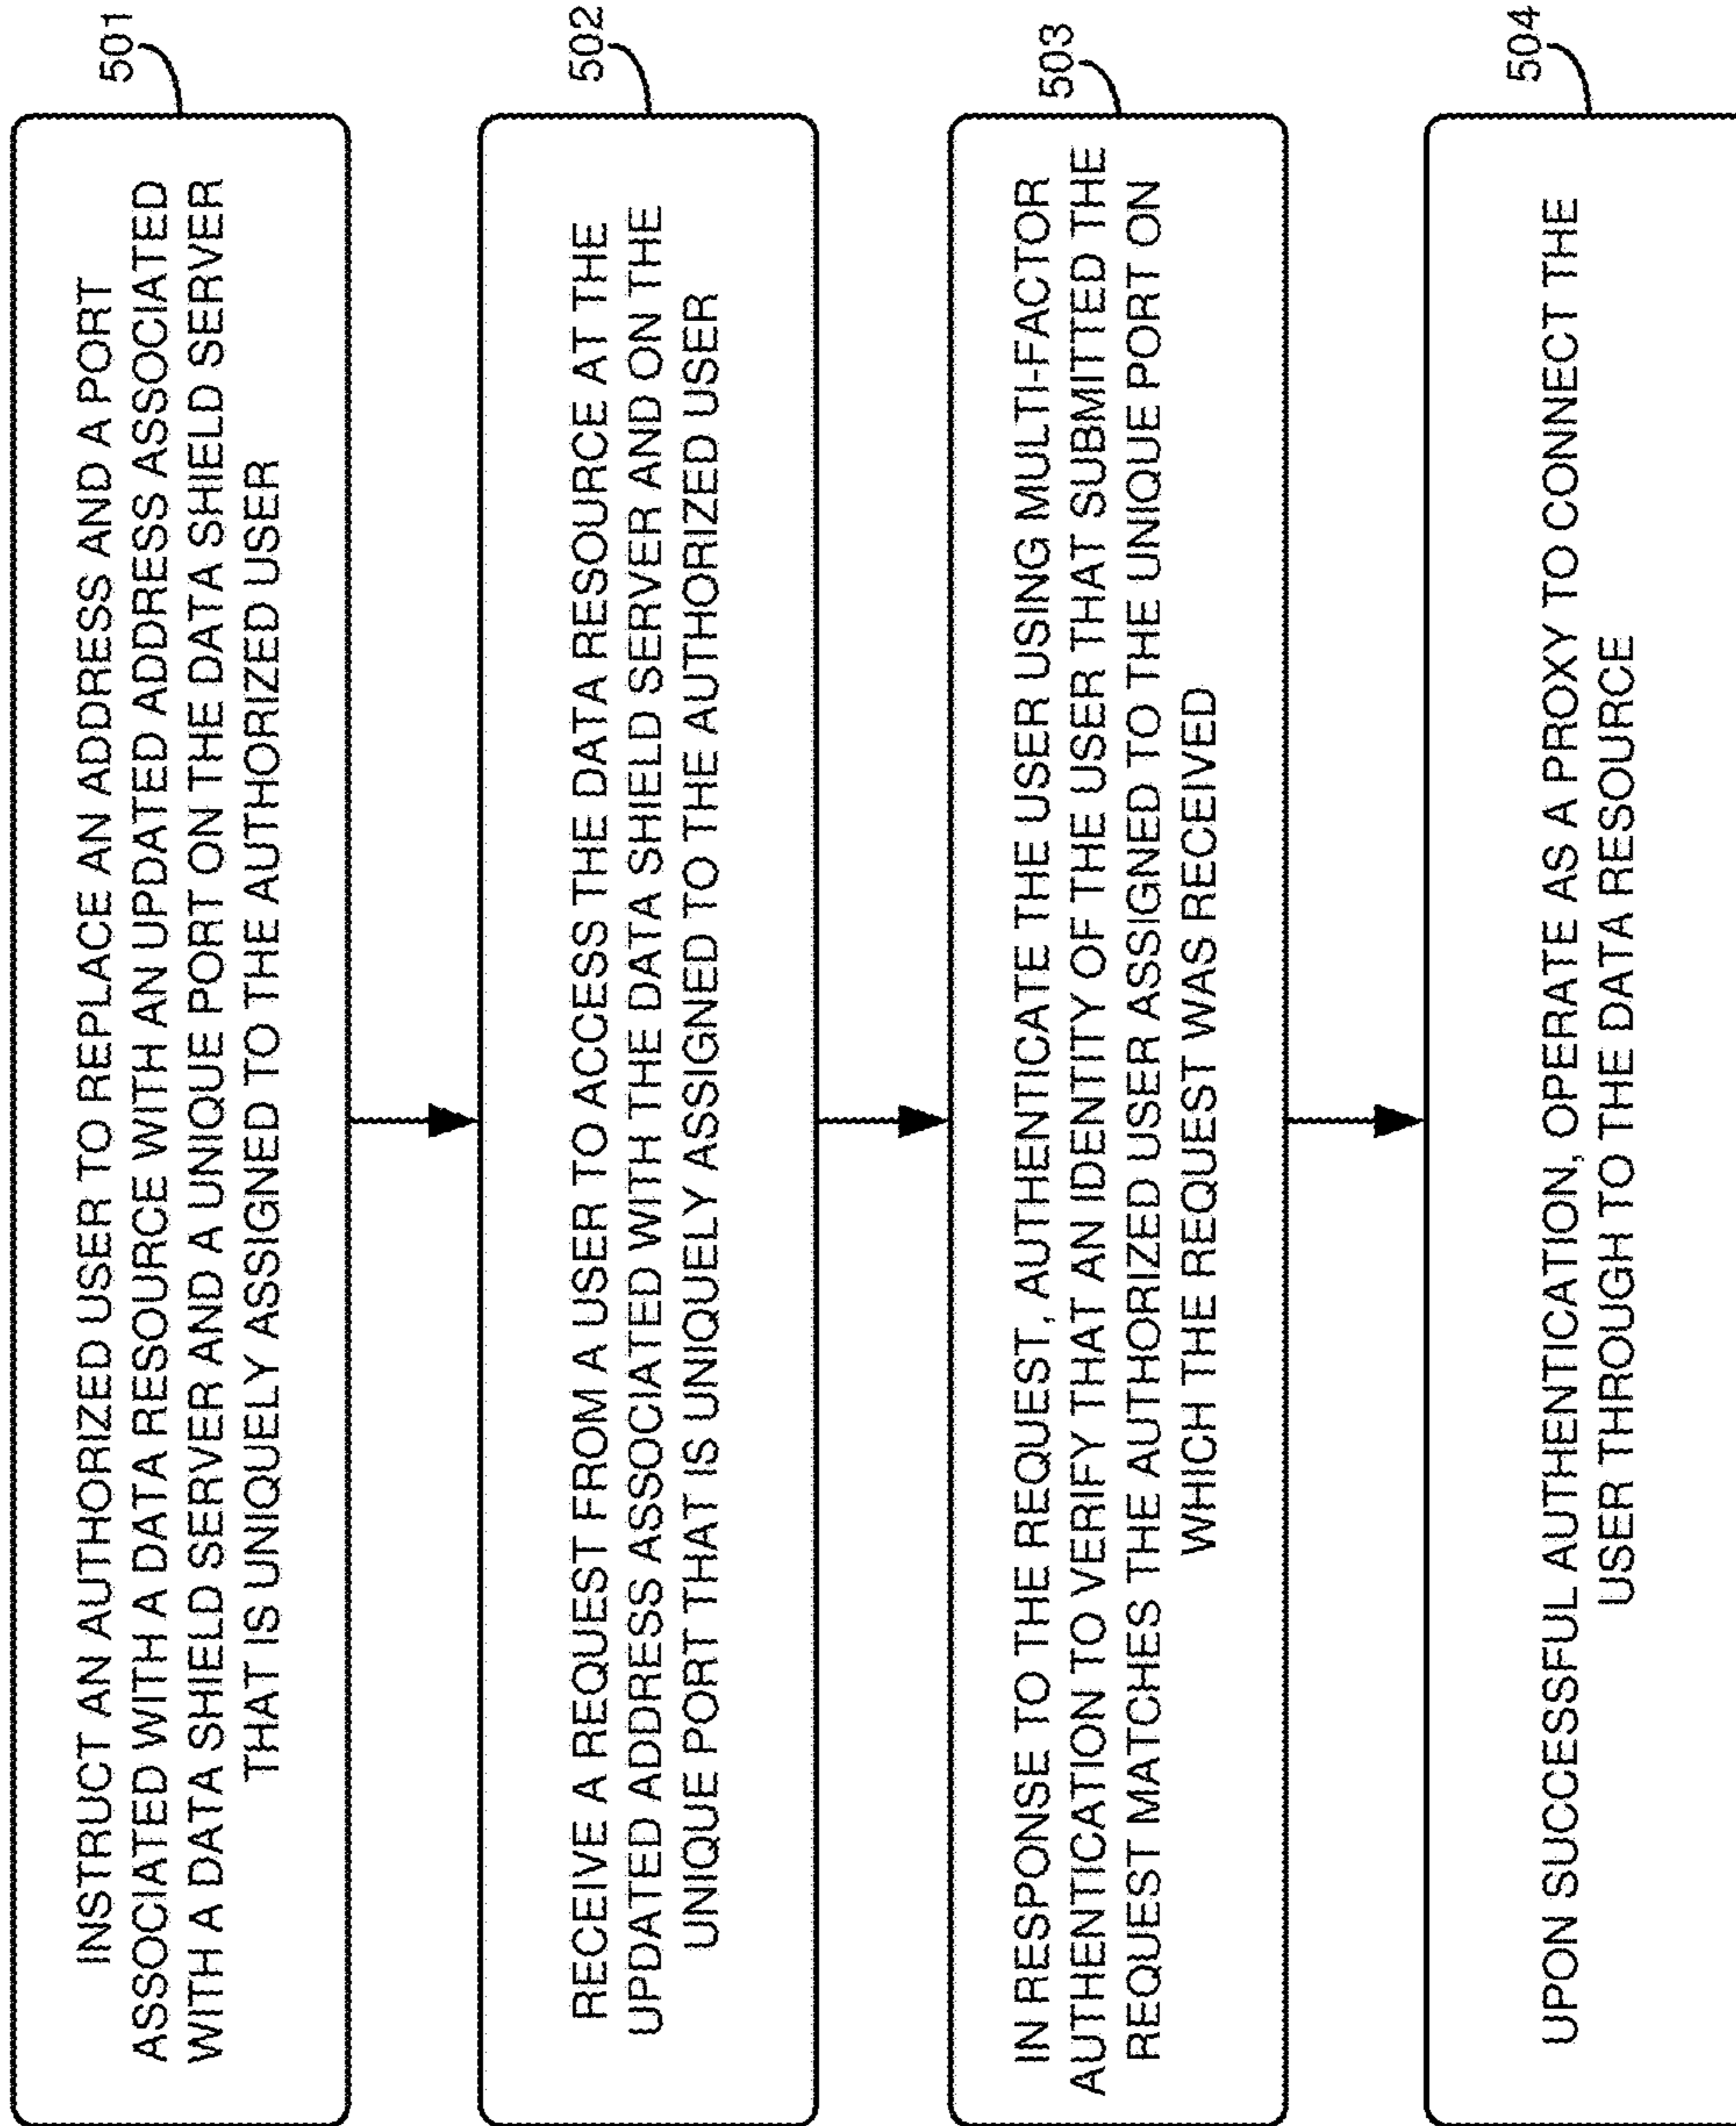 501
INSTRUCT AN AUTHORIZED USER TO REPLACE AN ADDRESS AND A PORT
ASSOCIATED WITH A DATA RESOURCE WITH AN UPDATED ADDRESS ASSOCIATED
WITH A DATA SHIELD SERVER AND A UNIQUE PORT ON THE DATA SHIELD SERVER
THAT IS UNIQUELY ASSIGNED TO THE AUTHORIZED USER
502
RECEIVE A REQUEST FROM A USER TO ACCESS THE DATA RESOURCE AT THE
UPDATED ADDRESS ASSOCIATED WITH THE DATA SHIELD SERVER AND ON THE
UNIQUE PORT THAT IS UNIQUELY ASSIGNED TO THE AUTHORIZED USER
503
IN RESPONSE TO THE REQUEST, AUTHENTICATE THE USER USING MULTI-FACTOR
AUTHENTICATION TO VERIFY THAT AN IDENTITY OF THE USER THAT SUBMITTED THE
REQUEST MATCHES THE AUTHORIZED USER ASSIGNED TO THE UNIQUE PORT ON
WHICH THE REQUEST WAS RECEIVED
504
UPON SUCCESSFUL AUTHENTICATION, OPERATE AS A PROXY TO CONNECT THE
USER THROUGH TO THE DATA RESOURCE